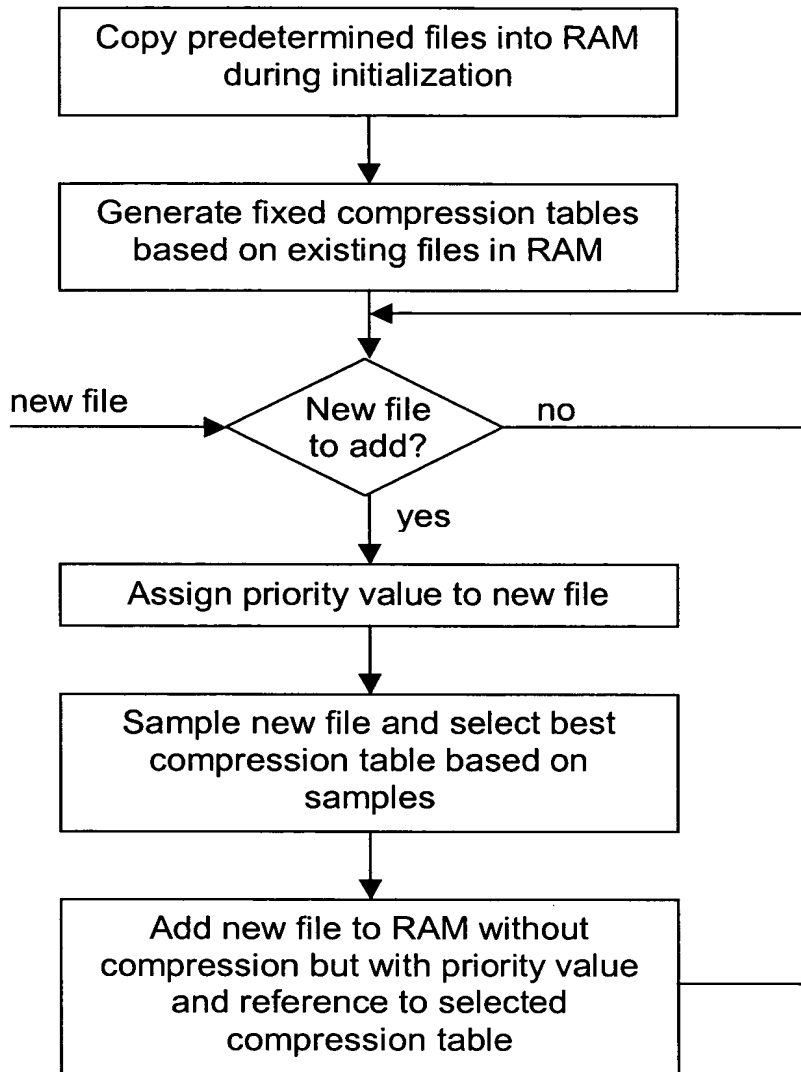 Copy predetermined files into RAM
during initialization
Generate fixed compression tables
based on existing files in RAM
new file
New file
to add?
no
yes
Assign priority value to new file
Sample new file and select best
compression table based on
samples
Add new file to RAM without
compression but with priority value
and reference to selected
compression table